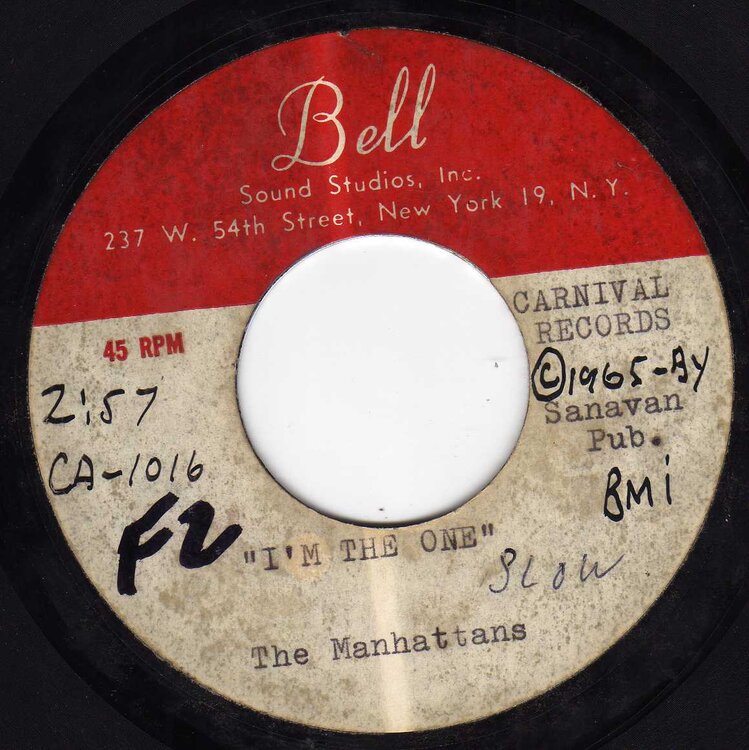 Bell
Sound Studios, Inc.
237 W. 54th Street, New York 19, N.Y.
45 RPM
CARNIVAL
RECORDS
2:57
©1965-By
Sanavan
Pub.
CA-1016
BMI
F2
"I'M THE ONE"
SLOW
The Manhattans